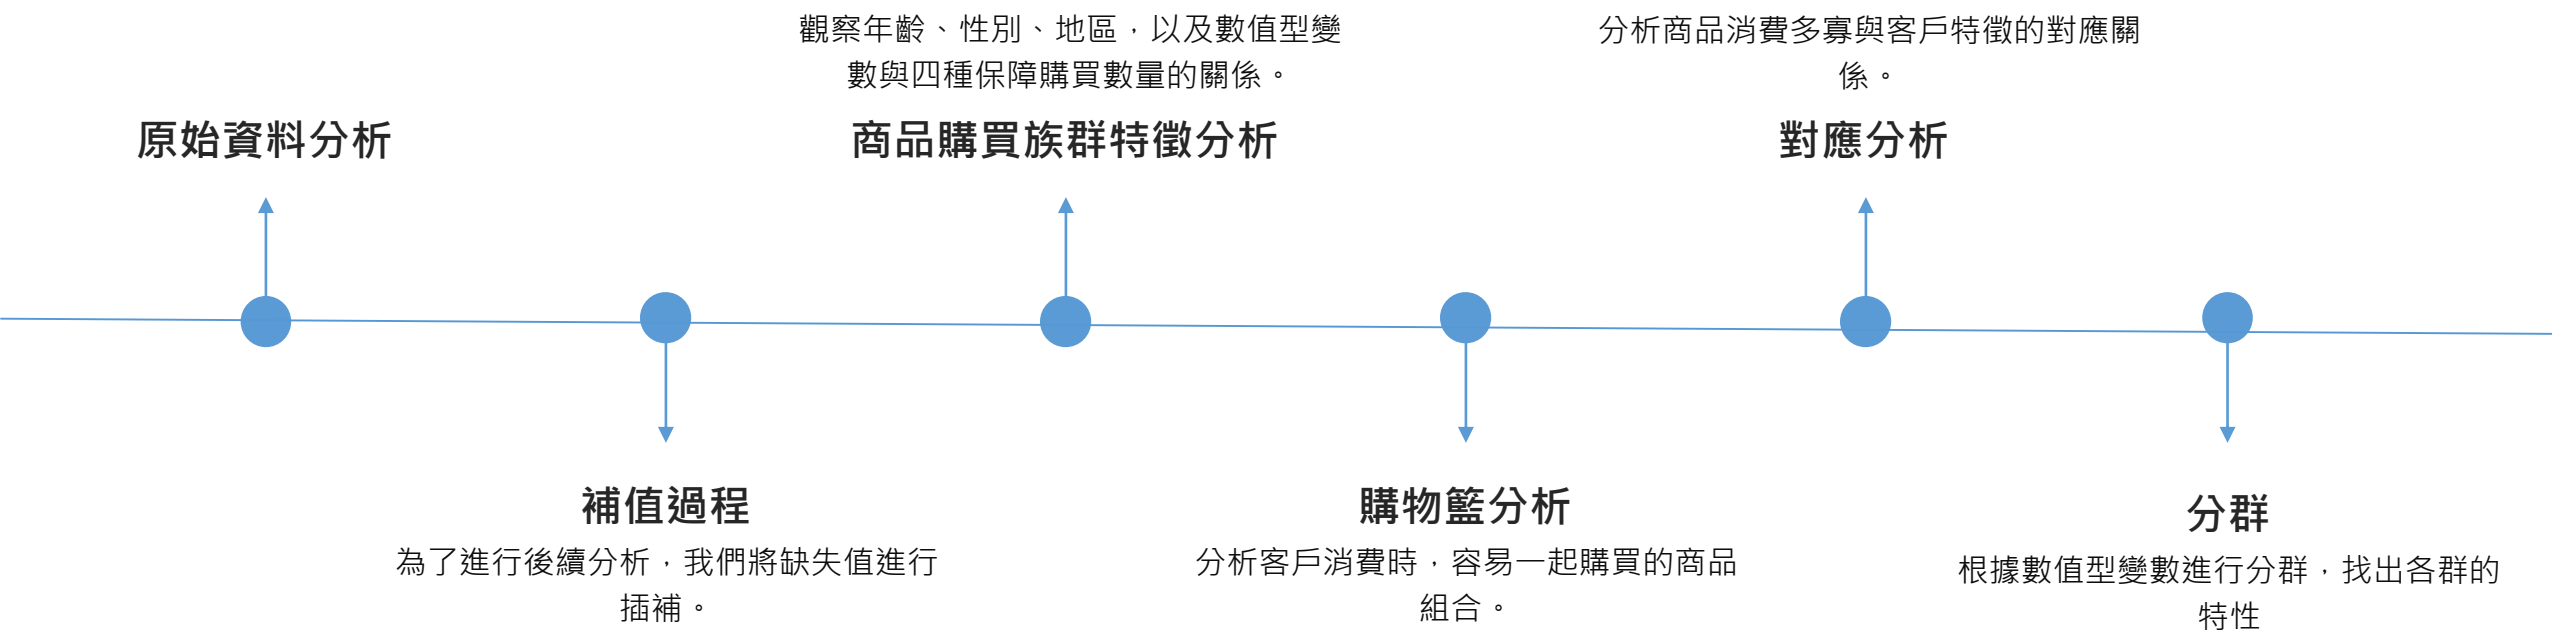 原始資料分析
補值過程
為了進行後續分析，我們將缺失值進行
插補。
觀察年齡、性別、地區，以及數值型變
數與四種保障購買數量的關係。
商品購買族群特徵分析
購物籃分析
分析客戶消費時，容易一起購買的商品
組合。
分析商品消費多寡與客戶特徵的對應關
係。
對應分析
分群
根據數值型變數進行分群，找出各群的
特性